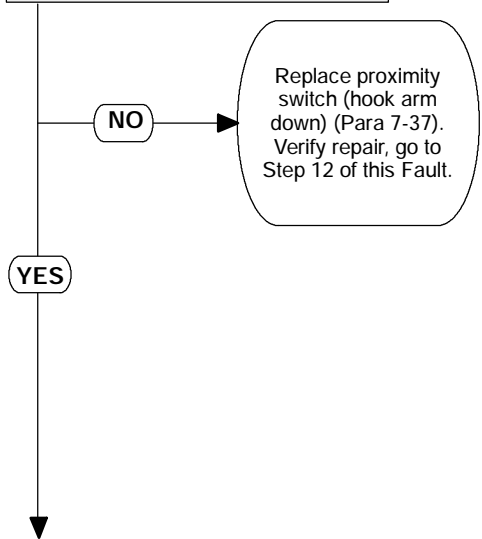 Replace proximity
switch (hook arm
down) (Para 7-37).
Verify repair, go to
Step 12 of this Fault.
NO
YES